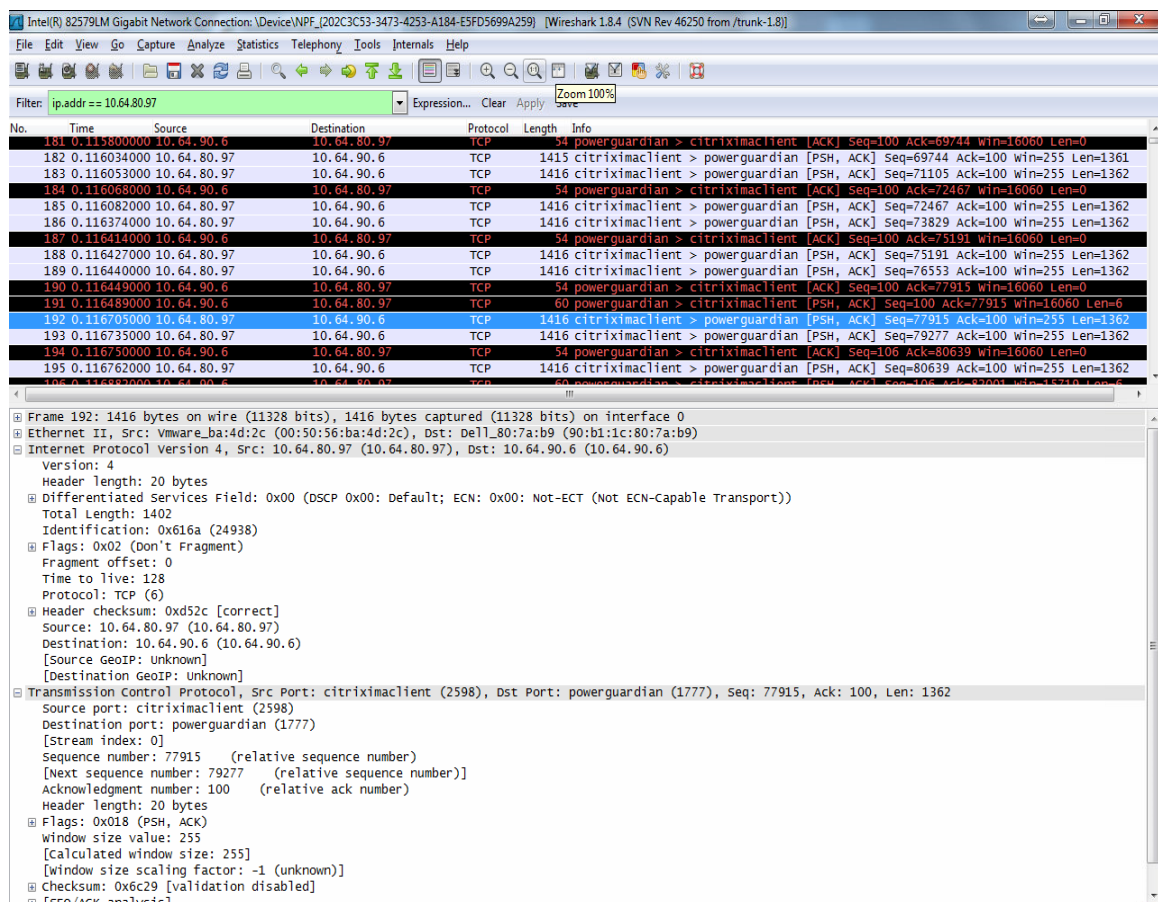 Intel(R) 82579LM Gigabit Network Connection: \Device\NPF_{202C3C53-3473-4253-A184-E5FD5699A259} [Wireshark 1.8.4 (SVN Rev 46250 from /trunk-1.8)]
File Edit View Go Capture Analyze Statistics Telephony Tools Internals Help
Filter: ip.addr == 10.64.80.97 Expression... Clear Apply Save
Zoom 100%
No. Time Source Destination Protocol Length Info
181 0.115800000 10.64.90.6 10.64.80.97 TCP 54 powerguardian > citriximaclient [ACK] Seq=100 Ack=69744 Win=16060 Len=0
182 0.116034000 10.64.80.97 10.64.90.6 TCP 1415 citriximaclient > powerguardian [PSH, ACK] Seq=69744 Ack=100 Win=255 Len=1361
183 0.116053000 10.64.80.97 10.64.90.6 TCP 1416 citriximaclient > powerguardian [PSH, ACK] Seq=71105 Ack=100 Win=255 Len=1362
184 0.116068000 10.64.90.6 10.64.80.97 TCP 54 powerguardian > citriximaclient [ACK] Seq=100 Ack=72467 Win=16060 Len=0
185 0.116082000 10.64.80.97 10.64.90.6 TCP 1416 citriximaclient > powerguardian [PSH, ACK] Seq=72467 Ack=100 Win=255 Len=1362
186 0.116374000 10.64.80.97 10.64.90.6 TCP 1416 citriximaclient > powerguardian [PSH, ACK] Seq=73829 Ack=100 Win=255 Len=1362
187 0.116414000 10.64.90.6 10.64.80.97 TCP 54 powerguardian > citriximaclient [ACK] Seq=100 Ack=75191 Win=16060 Len=0
188 0.116427000 10.64.80.97 10.64.90.6 TCP 1416 citriximaclient > powerguardian [PSH, ACK] Seq=75191 Ack=100 Win=255 Len=1362
189 0.116440000 10.64.80.97 10.64.90.6 TCP 1416 citriximaclient > powerguardian [PSH, ACK] Seq=76553 Ack=100 Win=255 Len=1362
190 0.116449000 10.64.90.6 10.64.80.97 TCP 54 powerguardian > citriximaclient [ACK] Seq=100 Ack=77915 Win=16060 Len=0
191 0.116489000 10.64.90.6 10.64.80.97 TCP 60 powerguardian > citriximaclient [PSH, ACK] Seq=100 Ack=77915 Win=16060 Len=6
192 0.116705000 10.64.80.97 10.64.90.6 TCP 1416 citriximaclient > powerguardian [PSH, ACK] Seq=77915 Ack=100 Win=255 Len=1362
193 0.116735000 10.64.80.97 10.64.90.6 TCP 1416 citriximaclient > powerguardian [PSH, ACK] Seq=79277 Ack=100 Win=255 Len=1362
194 0.116750000 10.64.90.6 10.64.80.97 TCP 54 powerguardian > citriximaclient [ACK] Seq=106 Ack=80639 Win=16060 Len=0
195 0.116762000 10.64.80.97 10.64.90.6 TCP 1416 citriximaclient > powerguardian [PSH, ACK] Seq=80639 Ack=100 Win=255 Len=1362
196 0.116882000 10.64.90.6 10.64.80.97 TCP 60 powerguardian > citriximaclient [PSH, ACK] Seq=106 Ack=82001 Win=15719 Len=6
Frame 192: 1416 bytes on wire (11328 bits), 1416 bytes captured (11328 bits) on interface 0
Ethernet II, Src: Vmware_ba:4d:2c (00:50:56:ba:4d:2c), Dst: Dell_80:7a:b9 (90:b1:1c:80:7a:b9)
Internet Protocol Version 4, Src: 10.64.80.97 (10.64.80.97), Dst: 10.64.90.6 (10.64.90.6)
Version: 4
Header length: 20 bytes
Differentiated Services Field: 0x00 (DSCP 0x00: Default; ECN: 0x00: Not-ECT (Not ECN-Capable Transport))
Total Length: 1402
Identification: 0x616a (24938)
Flags: 0x02 (Don't Fragment)
Fragment offset: 0
Time to live: 128
Protocol: TCP (6)
Header checksum: 0xd52c [correct]
Source: 10.64.80.97 (10.64.80.97)
Destination: 10.64.90.6 (10.64.90.6)
[Source GeoIP: Unknown]
[Destination GeoIP: Unknown]
Transmission Control Protocol, Src Port: citriximaclient (2598), Dst Port: powerguardian (1777), Seq: 77915, Ack: 100, Len: 1362
Source port: citriximaclient (2598)
Destination port: powerguardian (1777)
[Stream index: 0]
Sequence number: 77915 (relative sequence number)
[Next sequence number: 79277 (relative sequence number)]
Acknowledgment number: 100 (relative ack number)
Header length: 20 bytes
Flags: 0x018 (PSH, ACK)
Window size value: 255
[Calculated window size: 255]
[Window size scaling factor: -1 (unknown)]
Checksum: 0x6c29 [validation disabled]
[SEQ/ACK analysis]